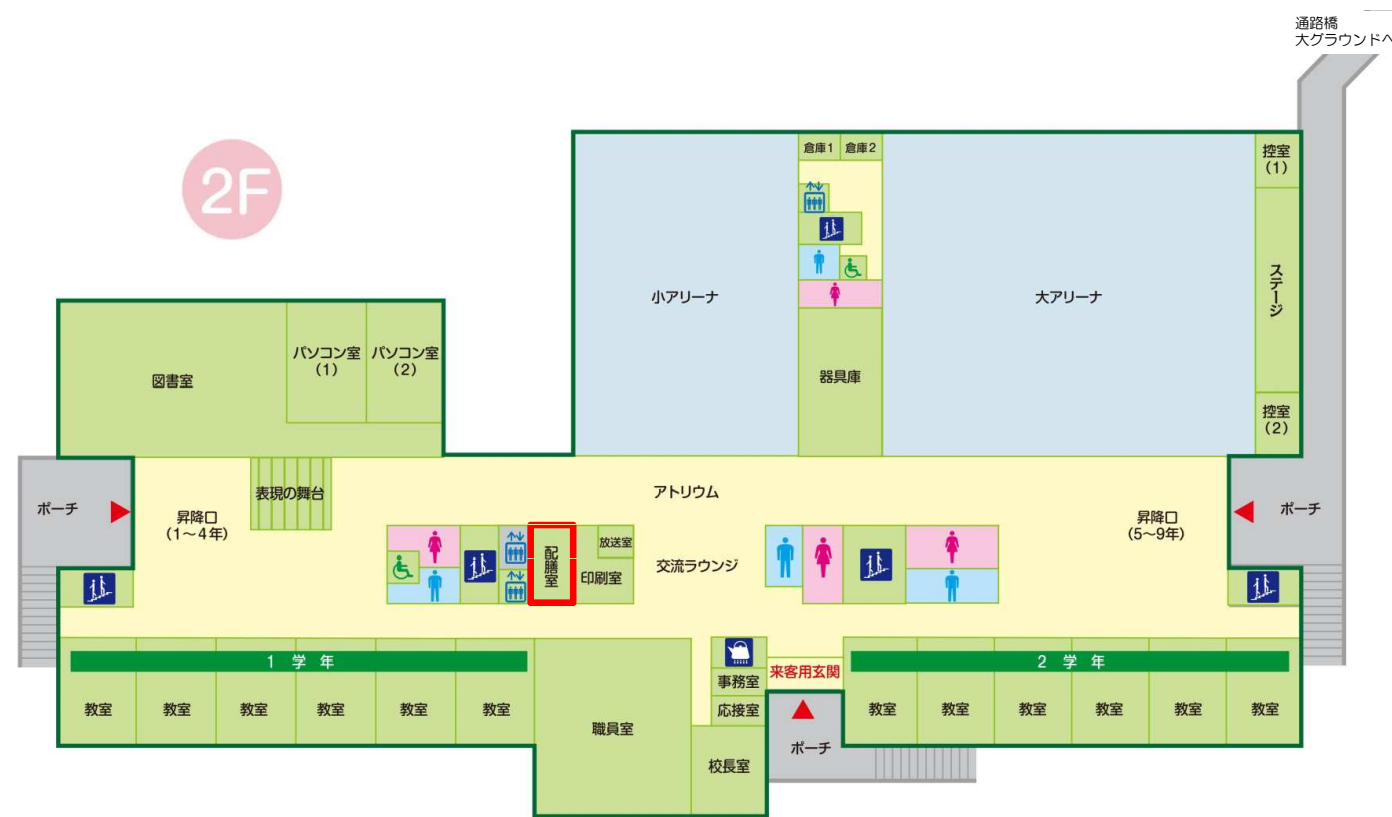 通路橋
大グラウンドへ
2F
倉庫1
倉庫2
控室
(1)
ステージ
小アリーナ
大アリーナ
パソコン室
(1)
パソコン室
(2)
図書室
器具庫
控室
(2)
表現の舞台
アトリウム
ポーチ
昇降口
(1～4年)
昇降口
(5～9年)
ポーチ
配膳室
放送室
印刷室
交流ラウンジ
1 学 年
2 学 年
事務室
来客用玄関
教室
教室
教室
教室
教室
教室
職員室
応接室
教室
教室
教室
教室
教室
教室
ポーチ
校長室